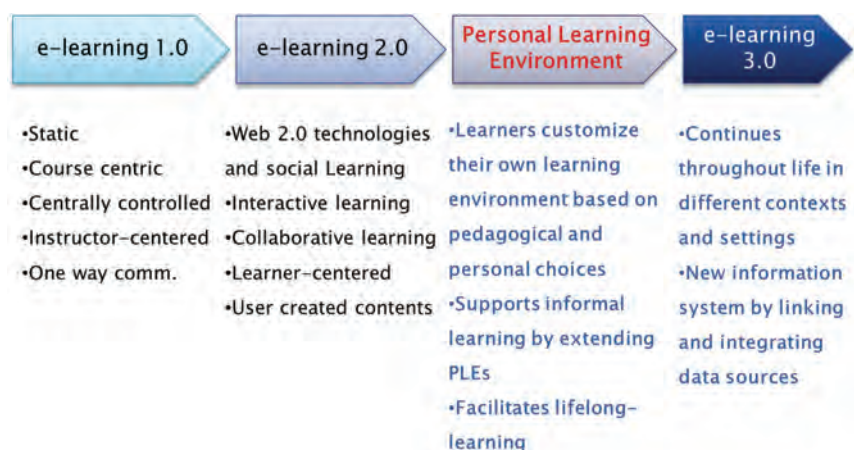 e-learning 1.0
•Static
•Course centric
•Centrally controlled
•Instructor-centered
•One way comm.
e-learning 2.0
•Web 2.0 technologies
and social Learning
•Interactive learning
•Collaborative learning
•Learner-centered
•User created contents
Personal Learning
Environment
•Learners customize
their own learning
environment based on
pedagogical and
personal choices
•Supports informal
learning by extending
PLEs
•Facilitates lifelong-
learning
e-learning
3.0
•Continues
throughout life in
different contexts
and settings
•New information
system by linking
and integrating
data sources